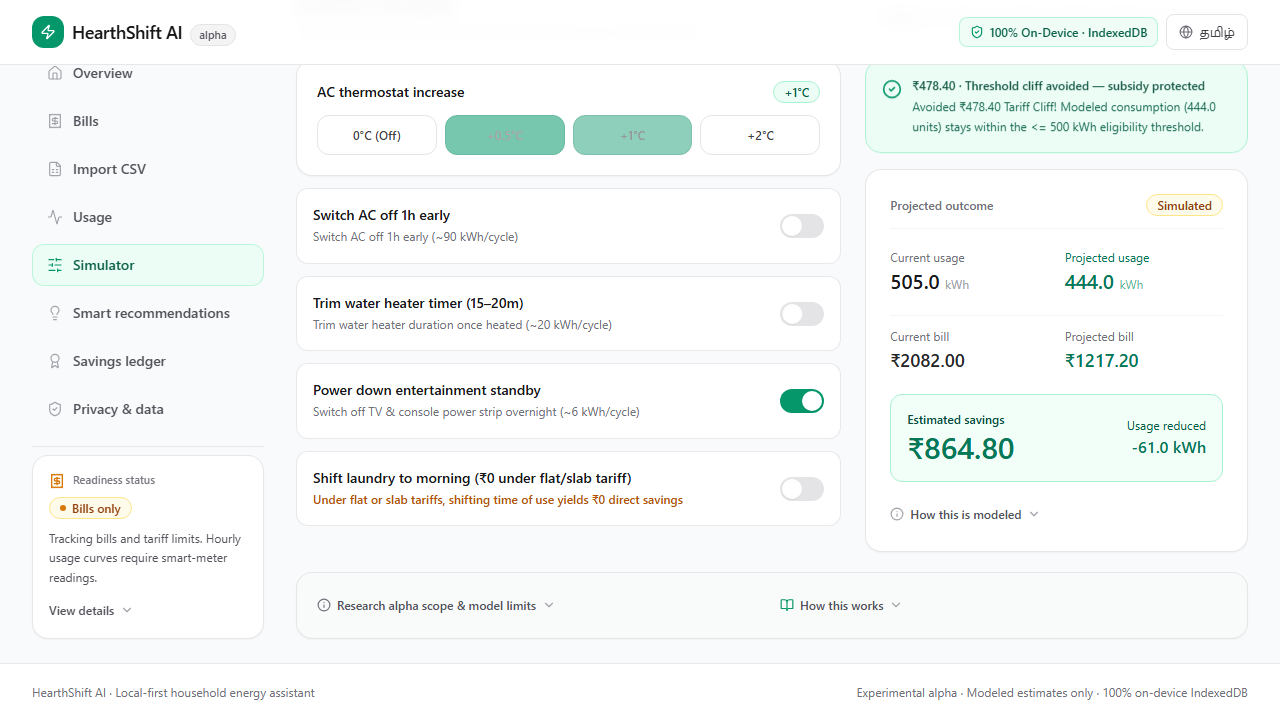 HearthShift AI alpha
100% On-Device · IndexedDB
தமிழ்
Overview
Bills
Import CSV
Usage
Simulator
Smart recommendations
Savings ledger
Privacy & data
Readiness status
Bills only
Tracking bills and tariff limits. Hourly
usage curves require smart-meter
readings.
View details
AC thermostat increase
+1°C
0°C (Off)
+0.5°C
+1°C
+2°C
Switch AC off 1h early
Switch AC off 1h early (~90 kWh/cycle)
Trim water heater timer (15–20m)
Trim water heater duration once heated (~20 kWh/cycle)
Power down entertainment standby
Switch off TV & console power strip overnight (~6 kWh/cycle)
Shift laundry to morning (₹0 under flat/slab tariff)
Under flat or slab tariffs, shifting time of use yields ₹0 direct savings
₹478.40 · Threshold cliff avoided — subsidy protected
Avoided ₹478.40 Tariff Cliff! Modeled consumption (444.0
units) stays within the <= 500 kWh eligibility threshold.
Projected outcome
Simulated
Current usage
505.0 kWh
Projected usage
444.0 kWh
Current bill
₹2082.00
Projected bill
₹1217.20
Estimated savings
₹864.80
Usage reduced
-61.0 kWh
How this is modeled
Research alpha scope & model limits
How this works
HearthShift AI · Local-first household energy assistant
Experimental alpha · Modeled estimates only · 100% on-device IndexedDB